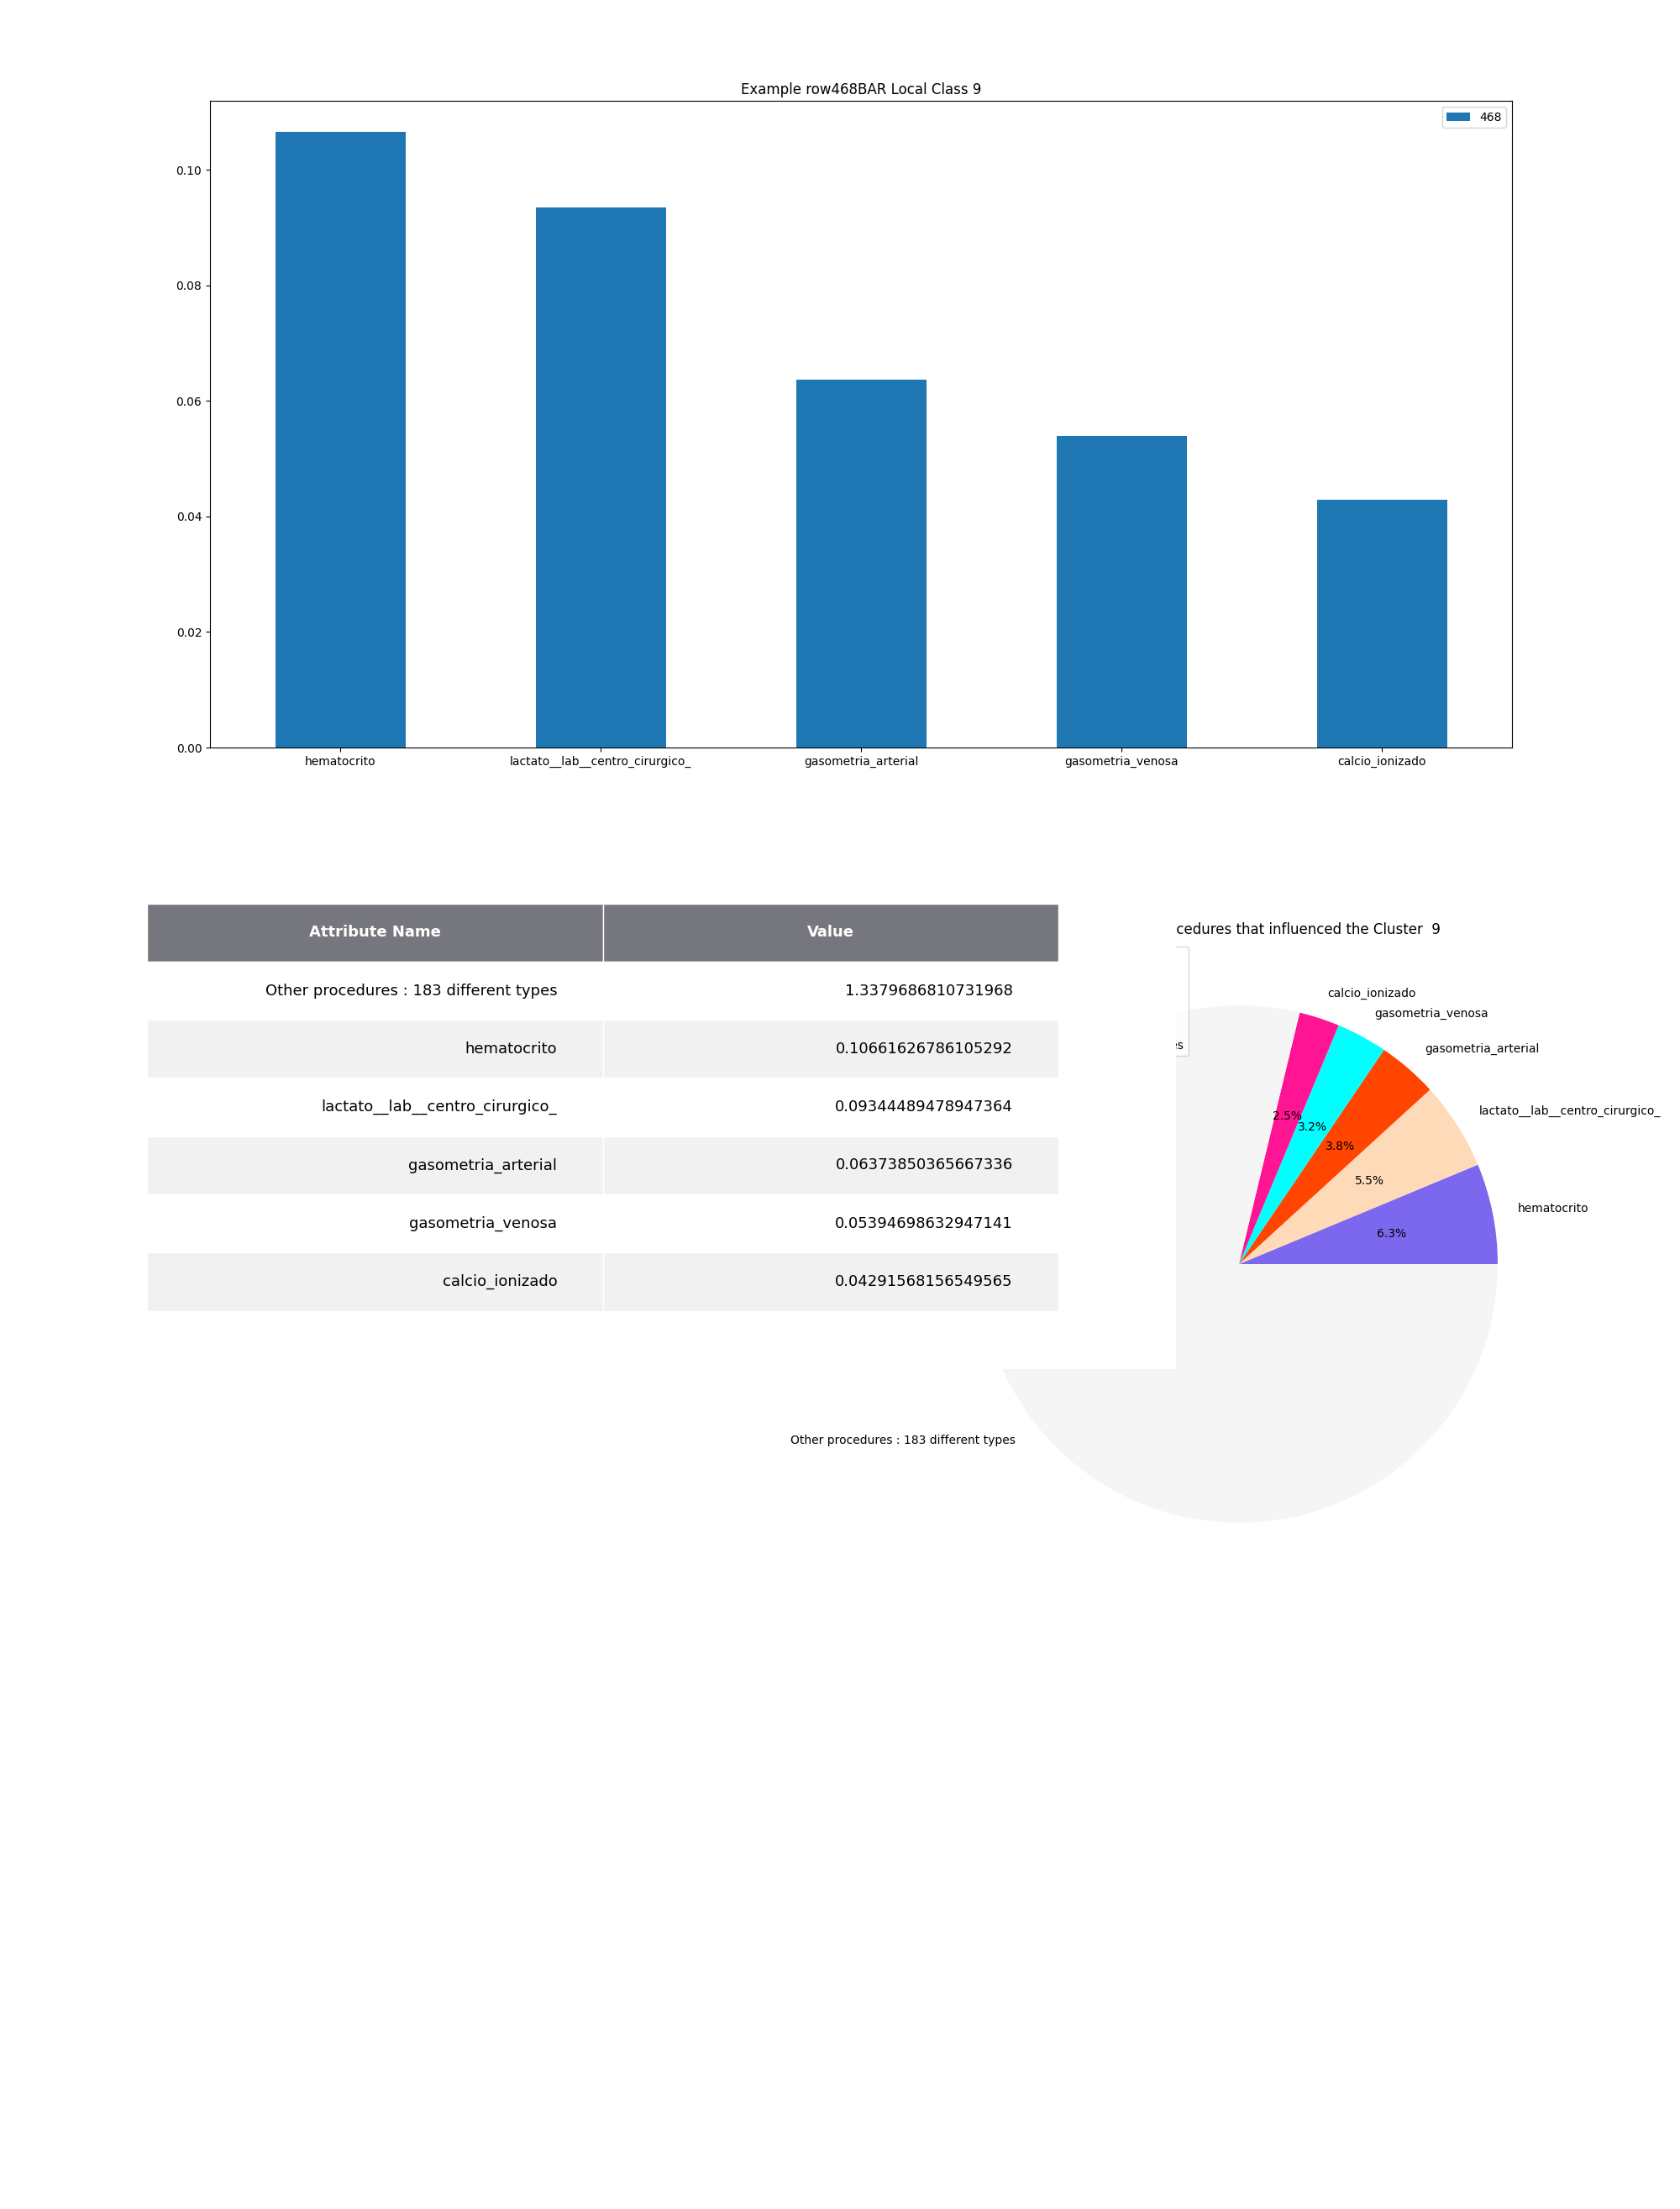 Example row468BAR Local Class 9
468
0.10
0.08
0.06
0.04
0.02
0.00
hematocrito
lactato__lab__centro_cirurgico_
gasometria_arterial
gasometria_venosa
calcio_ionizado
Attribute Name Value
Other procedures : 183 different types 1.3379686810731968
hematocrito 0.10661626786105292
lactato__lab__centro_cirurgico_ 0.09344489478947364
gasometria_arterial 0.06373850365667336
gasometria_venosa 0.05394698632947141
calcio_ionizado 0.04291568156549565
cedures that influenced the Cluster 9
calcio_ionizado
gasometria_venosa
gasometria_arterial
lactato__lab__centro_cirurgico_
hematocrito
2.5%
3.2%
3.8%
5.5%
6.3%
Other procedures : 183 different types